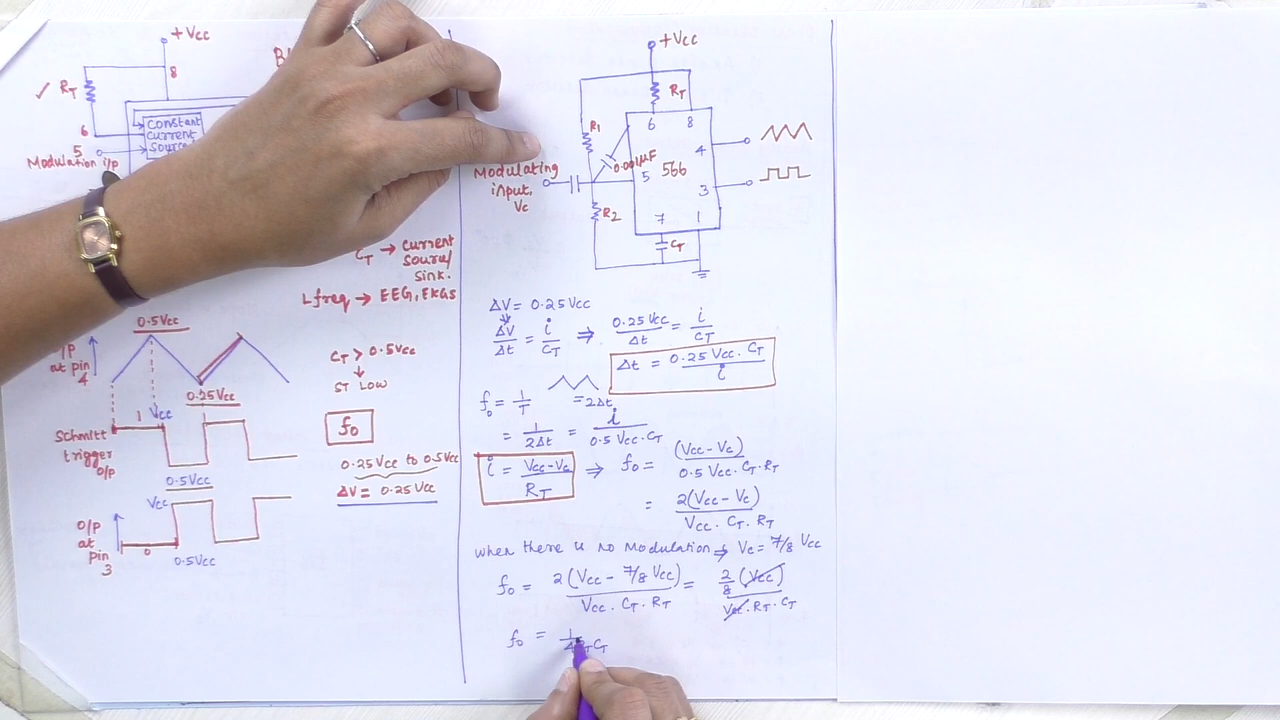 +Vcc
8
RT
6
5
Modulation i/p
Constant
current
source
CT → current
source/
sink.
Lfreq → EEG, EKGs
0.5Vcc
at pin
4
0.25Vcc
CT > 0.5Vcc
↓
ST LOW
1
Vcc
Schmitt
trigger
O/P
f₀
0.25Vcc to 0.5Vcc
ΔV = 0.25 Vcc
0.5Vcc
Vcc
O/P
at
pin
3
0
0.5Vcc
+Vcc
RT
R1
6
8
0.001μF
4
Modulating
input,
Vc
5
566
3
R2
7
1
CT
ΔV = 0.25Vcc
ΔV/Δt = i/CT ⇒ 0.25Vcc/Δt = i/CT
Δt = 0.25Vcc . CT/i
f₀ = 1/T = 2Δt
= 1/2Δt = i/0.5Vcc.CT
i = Vcc-Vc/RT ⇒ f₀ = (Vcc-Vc)/0.5Vcc.CT.RT
= 2(Vcc-Vc)/Vcc.CT.RT
when there is no modulation ⇒ Vc = 7/8 Vcc
f₀ = 2(Vcc - 7/8 Vcc)/Vcc.CT.RT = 2/8 (Vcc)/Vcc.RT.CT
f₀ =